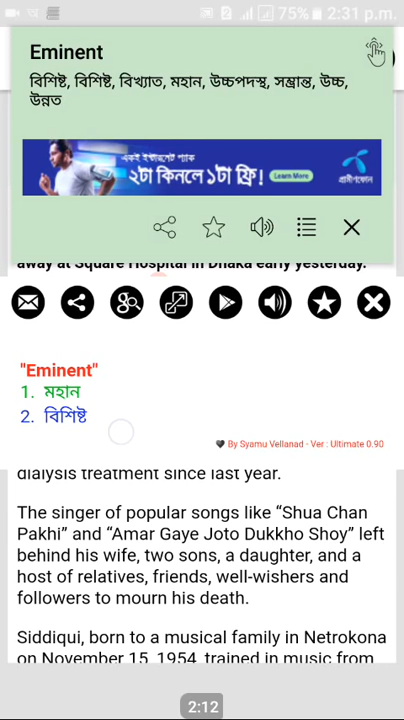 75% 2:31 p.m.
Eminent
বিশিষ্ট, বিশিষ্ট, বিখ্যাত, মহান, উচ্চপদস্থ, সম্ভ্রান্ত, উচ্চ,
উন্নত
একই ইন্টারনেট প্যাক
২টা কিনলে ১টা ফ্রি!
Learn More
গ্রামীণফোন
away at Square Hospital in Dhaka early yesterday.
"Eminent"
1. মহান
2. বিশিষ্ট
By Syamu Vellanad - Ver : Ultimate 0.90
dialysis treatment since last year.
The singer of popular songs like “Shua Chan
Pakhi” and “Amar Gaye Joto Dukkho Shoy” left
behind his wife, two sons, a daughter, and a
host of relatives, friends, well-wishers and
followers to mourn his death.
Siddiqui, born to a musical family in Netrokona
on November 15, 1954, trained in music from
2:12